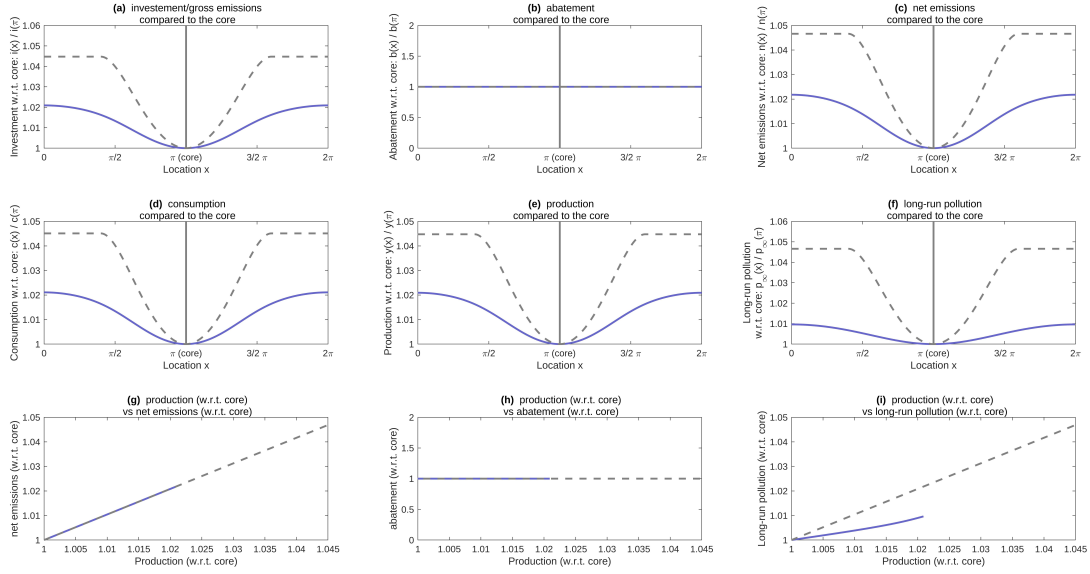 (a) investement/gross emissions
compared to the core
Investment w.r.t. core: i(x) / i(π)
1.06
1.05
1.04
1.03
1.02
1.01
1
0
π/2
π (core)
3/2 π
2π
Location x
(b) abatement
compared to the core
Abatement w.r.t. core: b(x) / b(π)
2
1.5
1
0.5
0
0
π/2
π (core)
3/2 π
2π
Location x
(c) net emissions
compared to the core
Net emissions w.r.t. core: n(x) / n(π)
1.05
1.04
1.03
1.02
1.01
1
0
π/2
π (core)
3/2 π
2π
Location x
(d) consumption
compared to the core
Consumption w.r.t. core: c(x) / c(π)
1.05
1.04
1.03
1.02
1.01
1
0
π/2
π (core)
3/2 π
2π
Location x
(e) production
compared to the core
Production w.r.t. core: y(x) / y(π)
1.05
1.04
1.03
1.02
1.01
1
0
π/2
π (core)
3/2 π
2π
Location x
(f) long-run pollution
compared to the core
Long-run pollution
w.r.t. core: p∞(x) / p∞(π)
1.06
1.05
1.04
1.03
1.02
1.01
1
0
π/2
π (core)
3/2 π
2π
Location x
(g) production (w.r.t. core)
vs net emissions (w.r.t. core)
net emissions (w.r.t. core)
1.05
1.04
1.03
1.02
1.01
1
1
1.005
1.01
1.015
1.02
1.025
1.03
1.035
1.04
1.045
Production (w.r.t. core)
(h) production (w.r.t. core)
vs abatement (w.r.t. core)
abatement (w.r.t. core)
2
1.5
1
0.5
0
1
1.005
1.01
1.015
1.02
1.025
1.03
1.035
1.04
1.045
Production (w.r.t. core)
(i) production (w.r.t. core)
vs long-run pollution (w.r.t. core)
Long-run pollution (w.r.t. core)
1.05
1.04
1.03
1.02
1.01
1
1
1.005
1.01
1.015
1.02
1.025
1.03
1.035
1.04
1.045
Production (w.r.t. core)